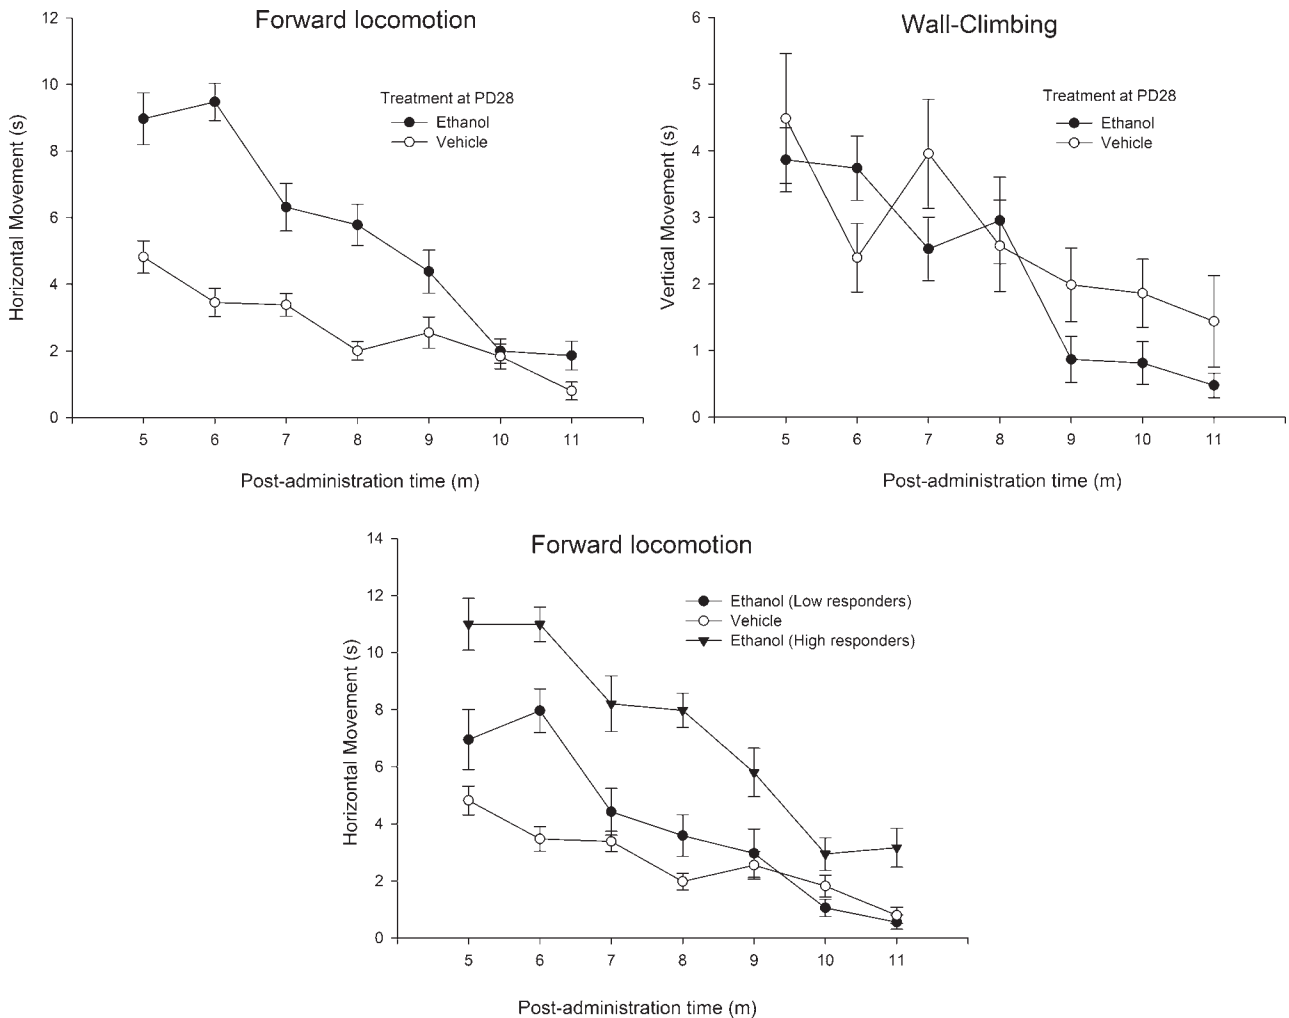 Forward locomotion
12
10
8
6
4
2
0
Horizontal Movement (s)
Treatment at PD28
Ethanol
Vehicle
5 6 7 8 9 10 11
Post-administration time (m)
Wall-Climbing
6
5
4
3
2
1
0
Vertical Movement (s)
Treatment at PD28
Ethanol
Vehicle
5 6 7 8 9 10 11
Post-administration time (m)
Forward locomotion
14
12
10
8
6
4
2
0
Horizontal Movement (s)
Ethanol (Low responders)
Vehicle
Ethanol (High responders)
5 6 7 8 9 10 11
Post-administration time (m)